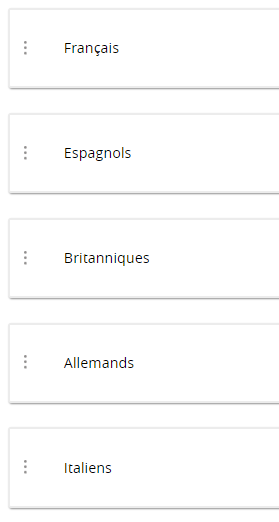 Français
Espagnols
Britanniques
Allemands
Italiens